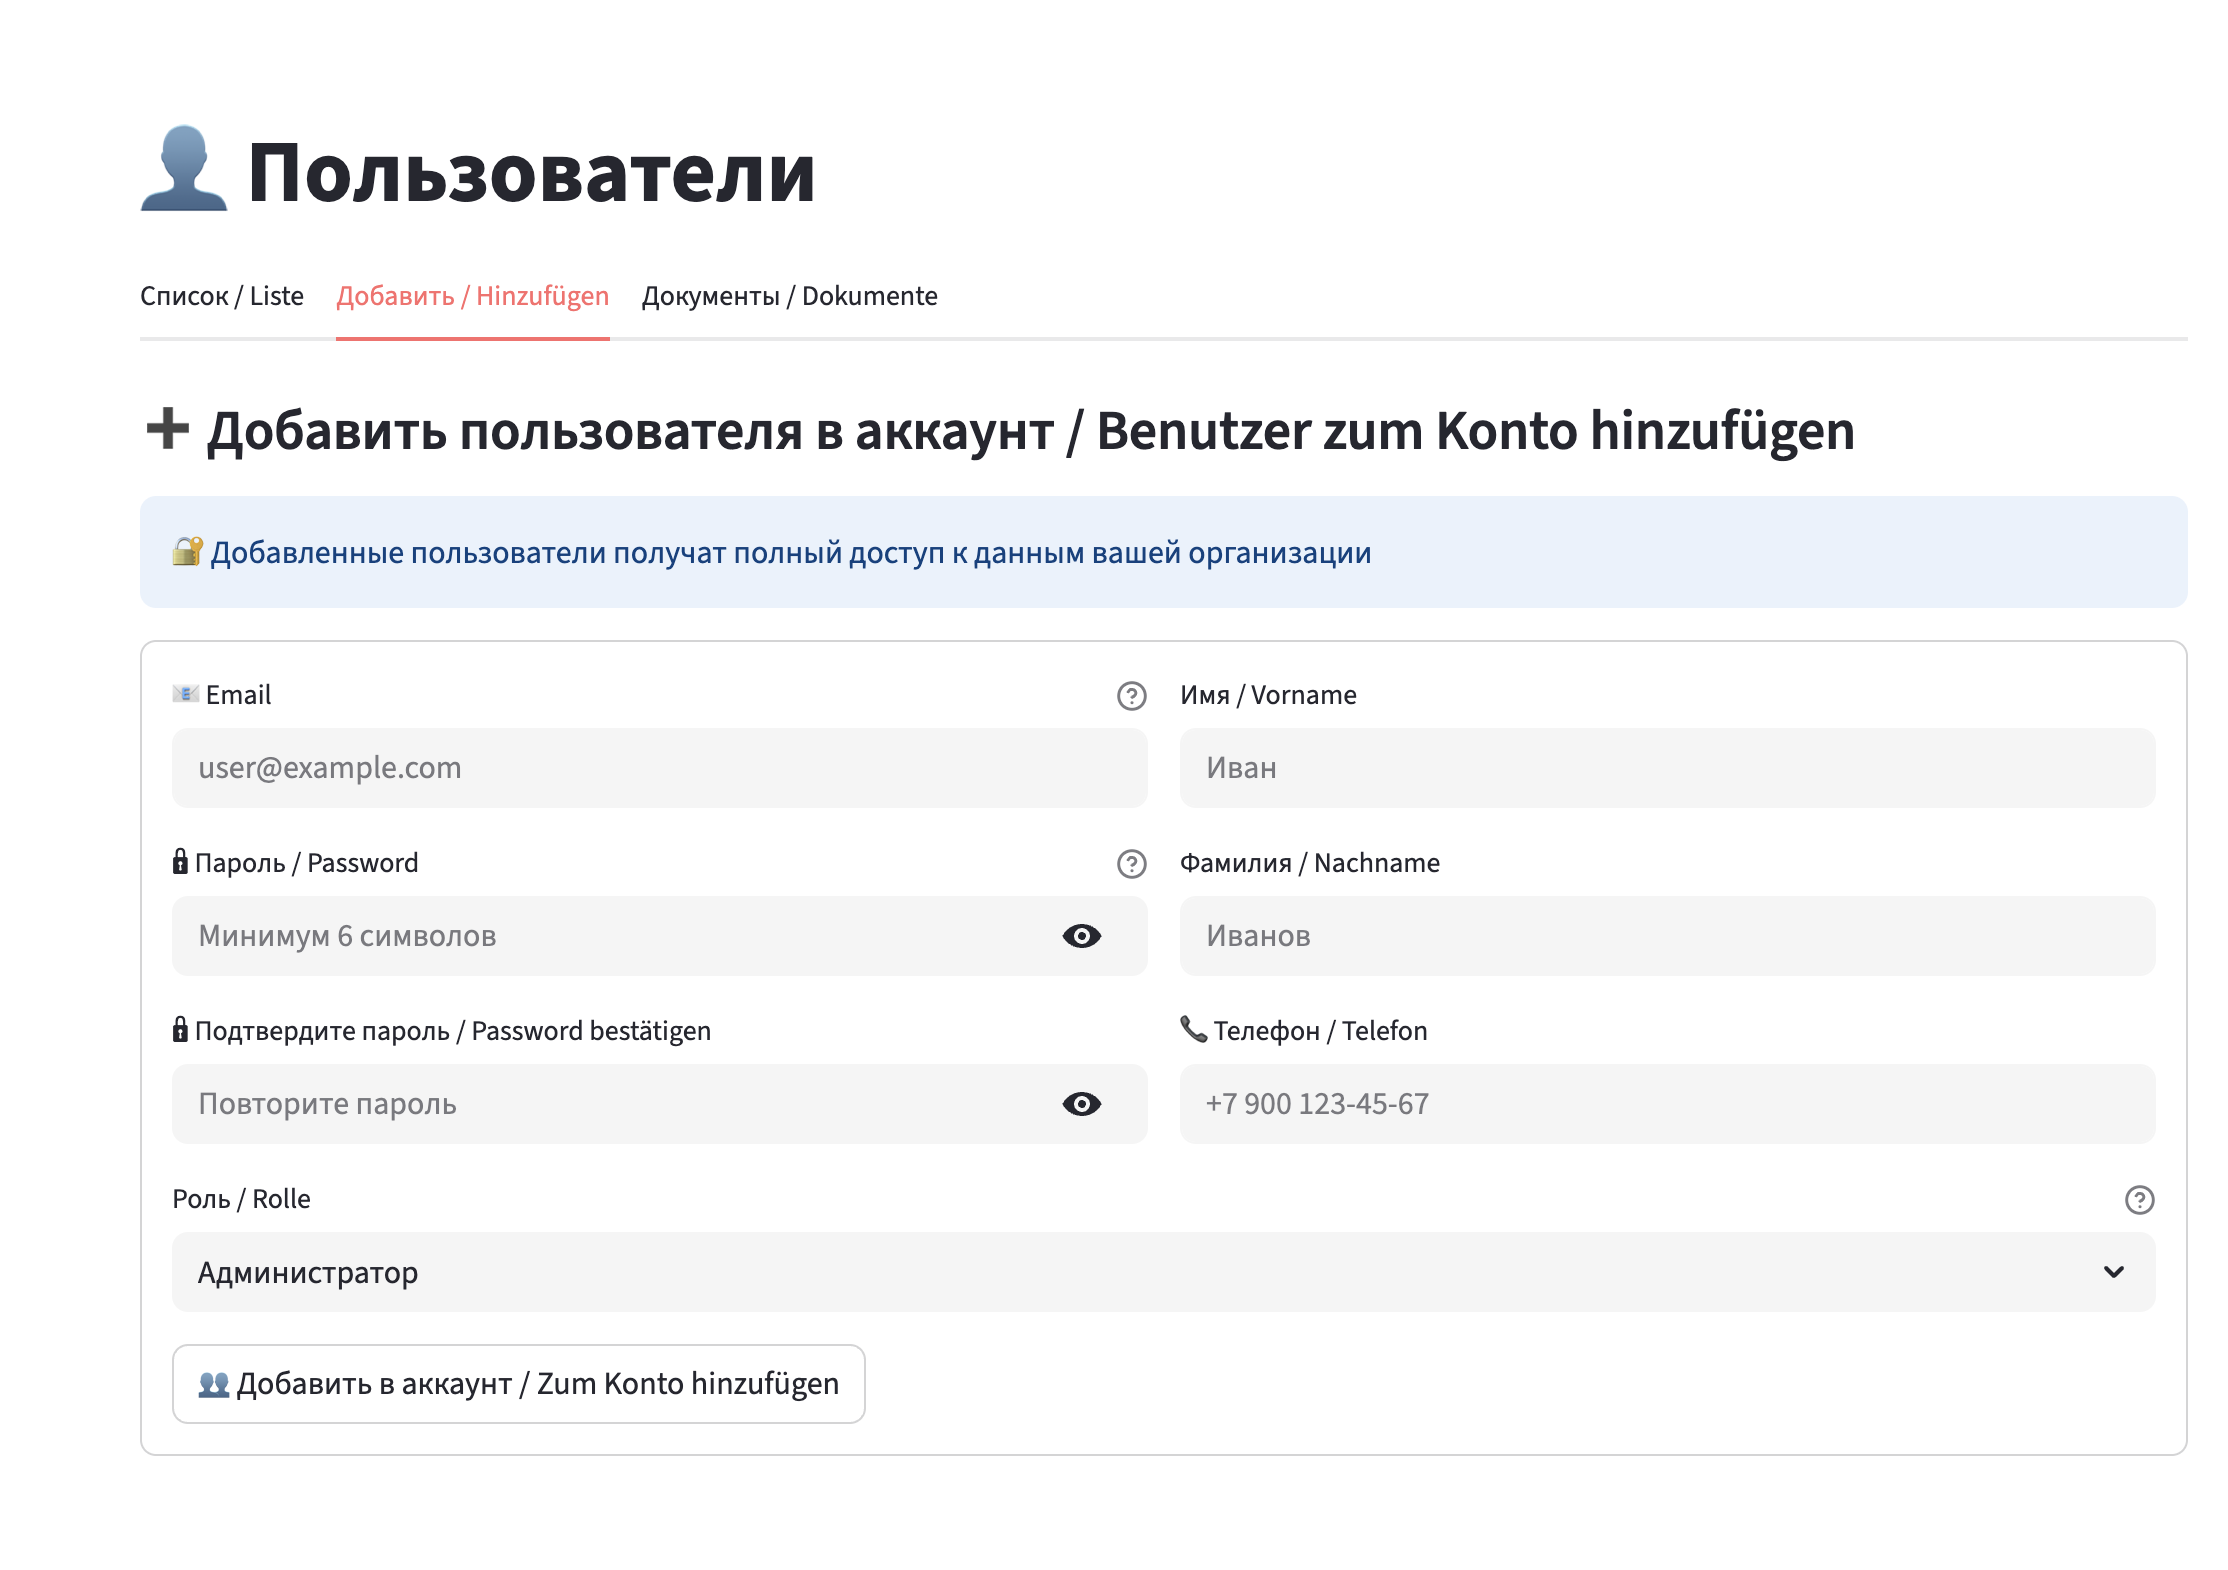 Пользователи
Список / Liste
Добавить / Hinzufügen
Документы / Dokumente
Добавить пользователя в аккаунт / Benutzer zum Konto hinzufügen
Добавленные пользователи получат полный доступ к данным вашей организации
Email
user@example.com
Имя / Vorname
Иван
Пароль / Password
Минимум 6 символов
Фамилия / Nachname
Иванов
Подтвердите пароль / Password bestätigen
Повторите пароль
Телефон / Telefon
+7 900 123-45-67
Роль / Rolle
Администратор
Добавить в аккаунт / Zum Konto hinzufügen